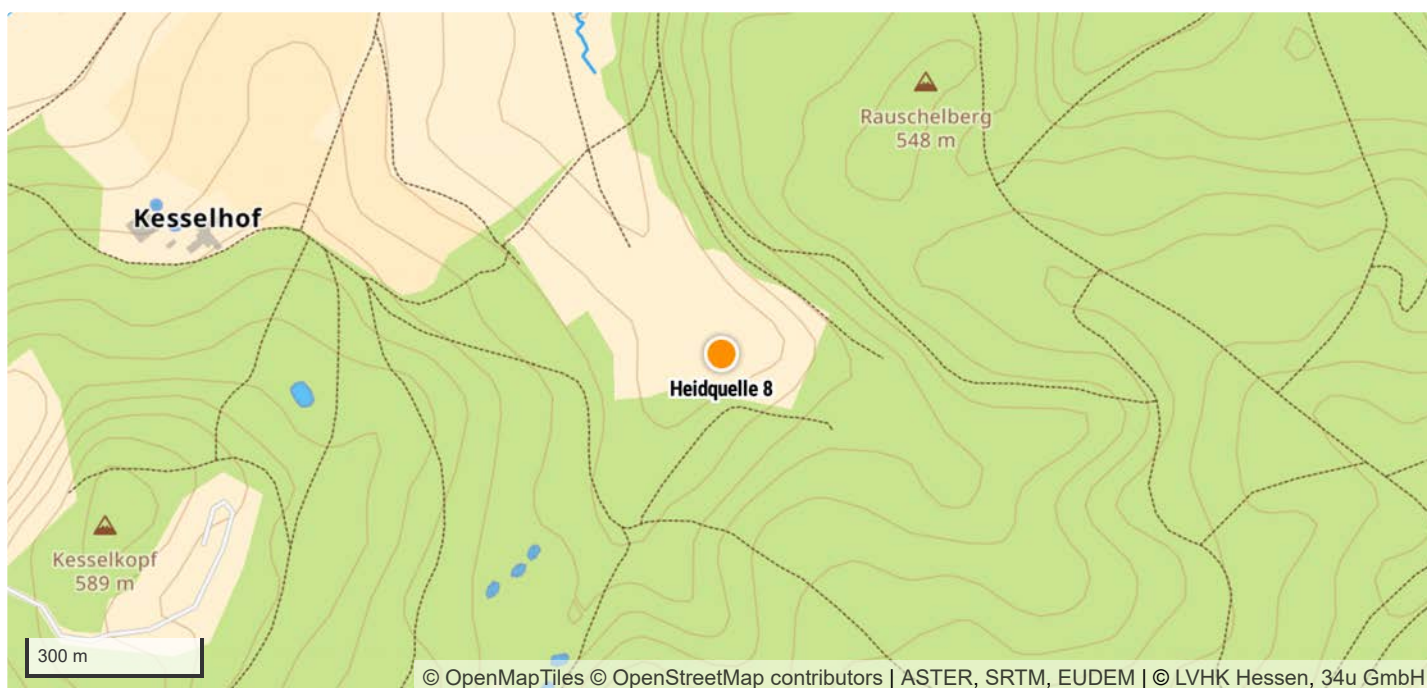 Rauschelberg
548 m
Kesselhof
Heidquelle 8
Kesselkopf
589 m
300 m
© OpenMapTiles © OpenStreetMap contributors | ASTER, SRTM, EUDEM | © LVHK Hessen, 34u GmbH